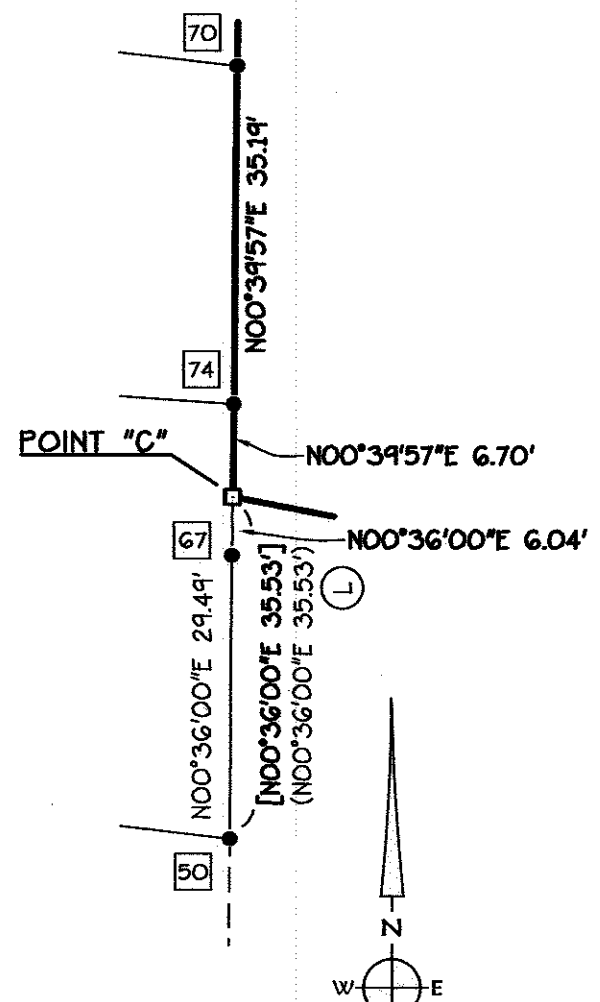 70
N00°39'57"E 35.19'
74
POINT "C"
N00°39'57"E 6.70'
N00°36'00"E 6.04'
67
N00°36'00"E 29.49'
[N00°36'00"E 35.53']
(N00°36'00"E 35.53')
L
50
N
W E